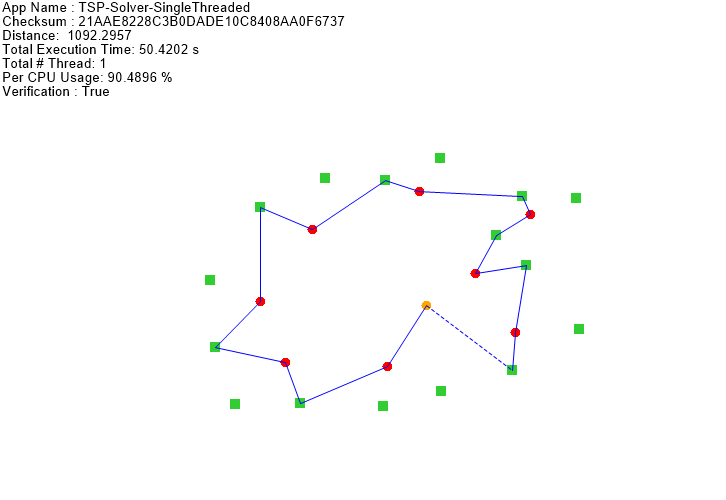 App Name : TSP-Solver-SingleThreaded
Checksum : 21AAE8228C3B0DADE10C8408AA0F6737
Distance:  1092.2957
Total Execution Time: 50.4202 s
Total # Thread: 1
Per CPU Usage: 90.4896 %
Verification : True